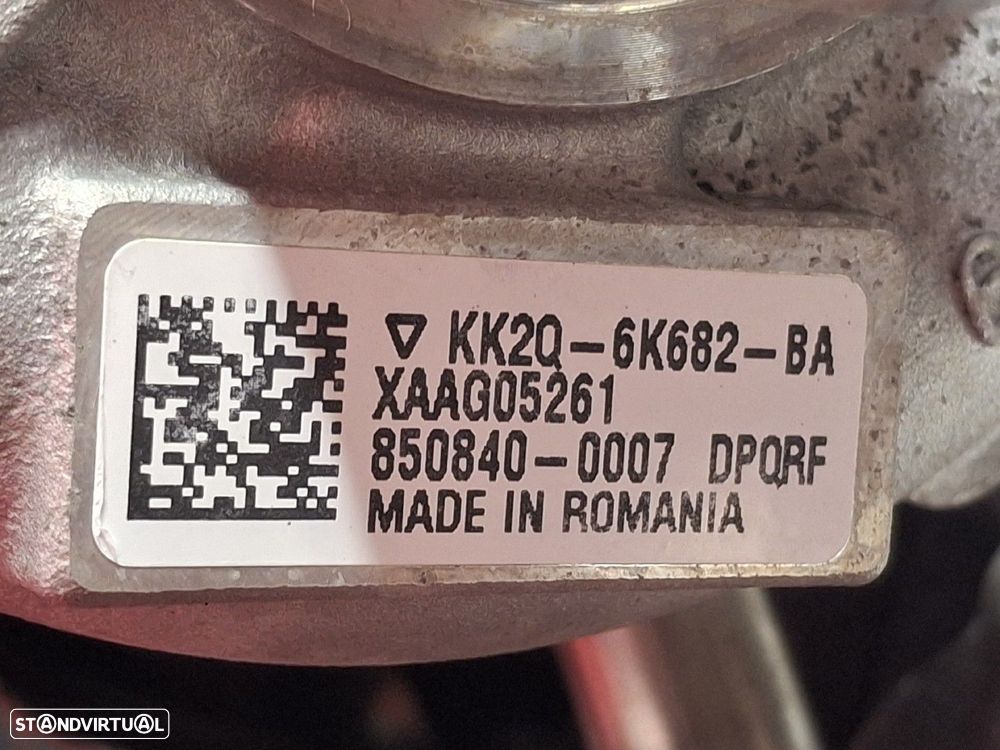 KK2Q-6K682-BA
XAAG05261
850840-0007 DPQRF
MADE IN ROMANIA
STANDVIRTUAL